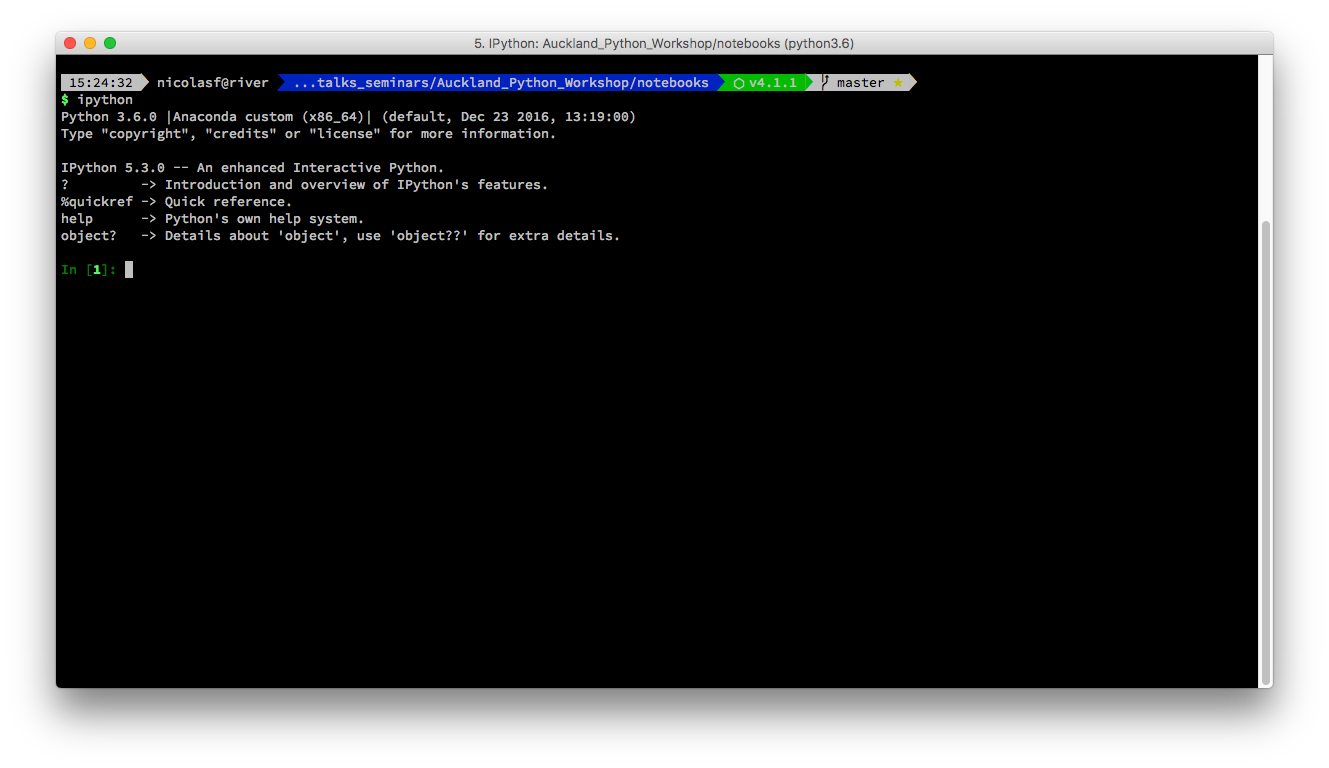 5. IPython: Auckland_Python_Workshop/notebooks (python3.6)
15:24:32 nicolasf@river ...talks_seminars/Auckland_Python_Workshop/notebooks ⬡ v4.1.1 master ★
$ ipython
Python 3.6.0 |Anaconda custom (x86_64)| (default, Dec 23 2016, 13:19:00)
Type "copyright", "credits" or "license" for more information.
IPython 5.3.0 -- An enhanced Interactive Python.
?         -> Introduction and overview of IPython's features.
%quickref -> Quick reference.
help      -> Python's own help system.
object?   -> Details about 'object', use 'object??' for extra details.
In [1]: